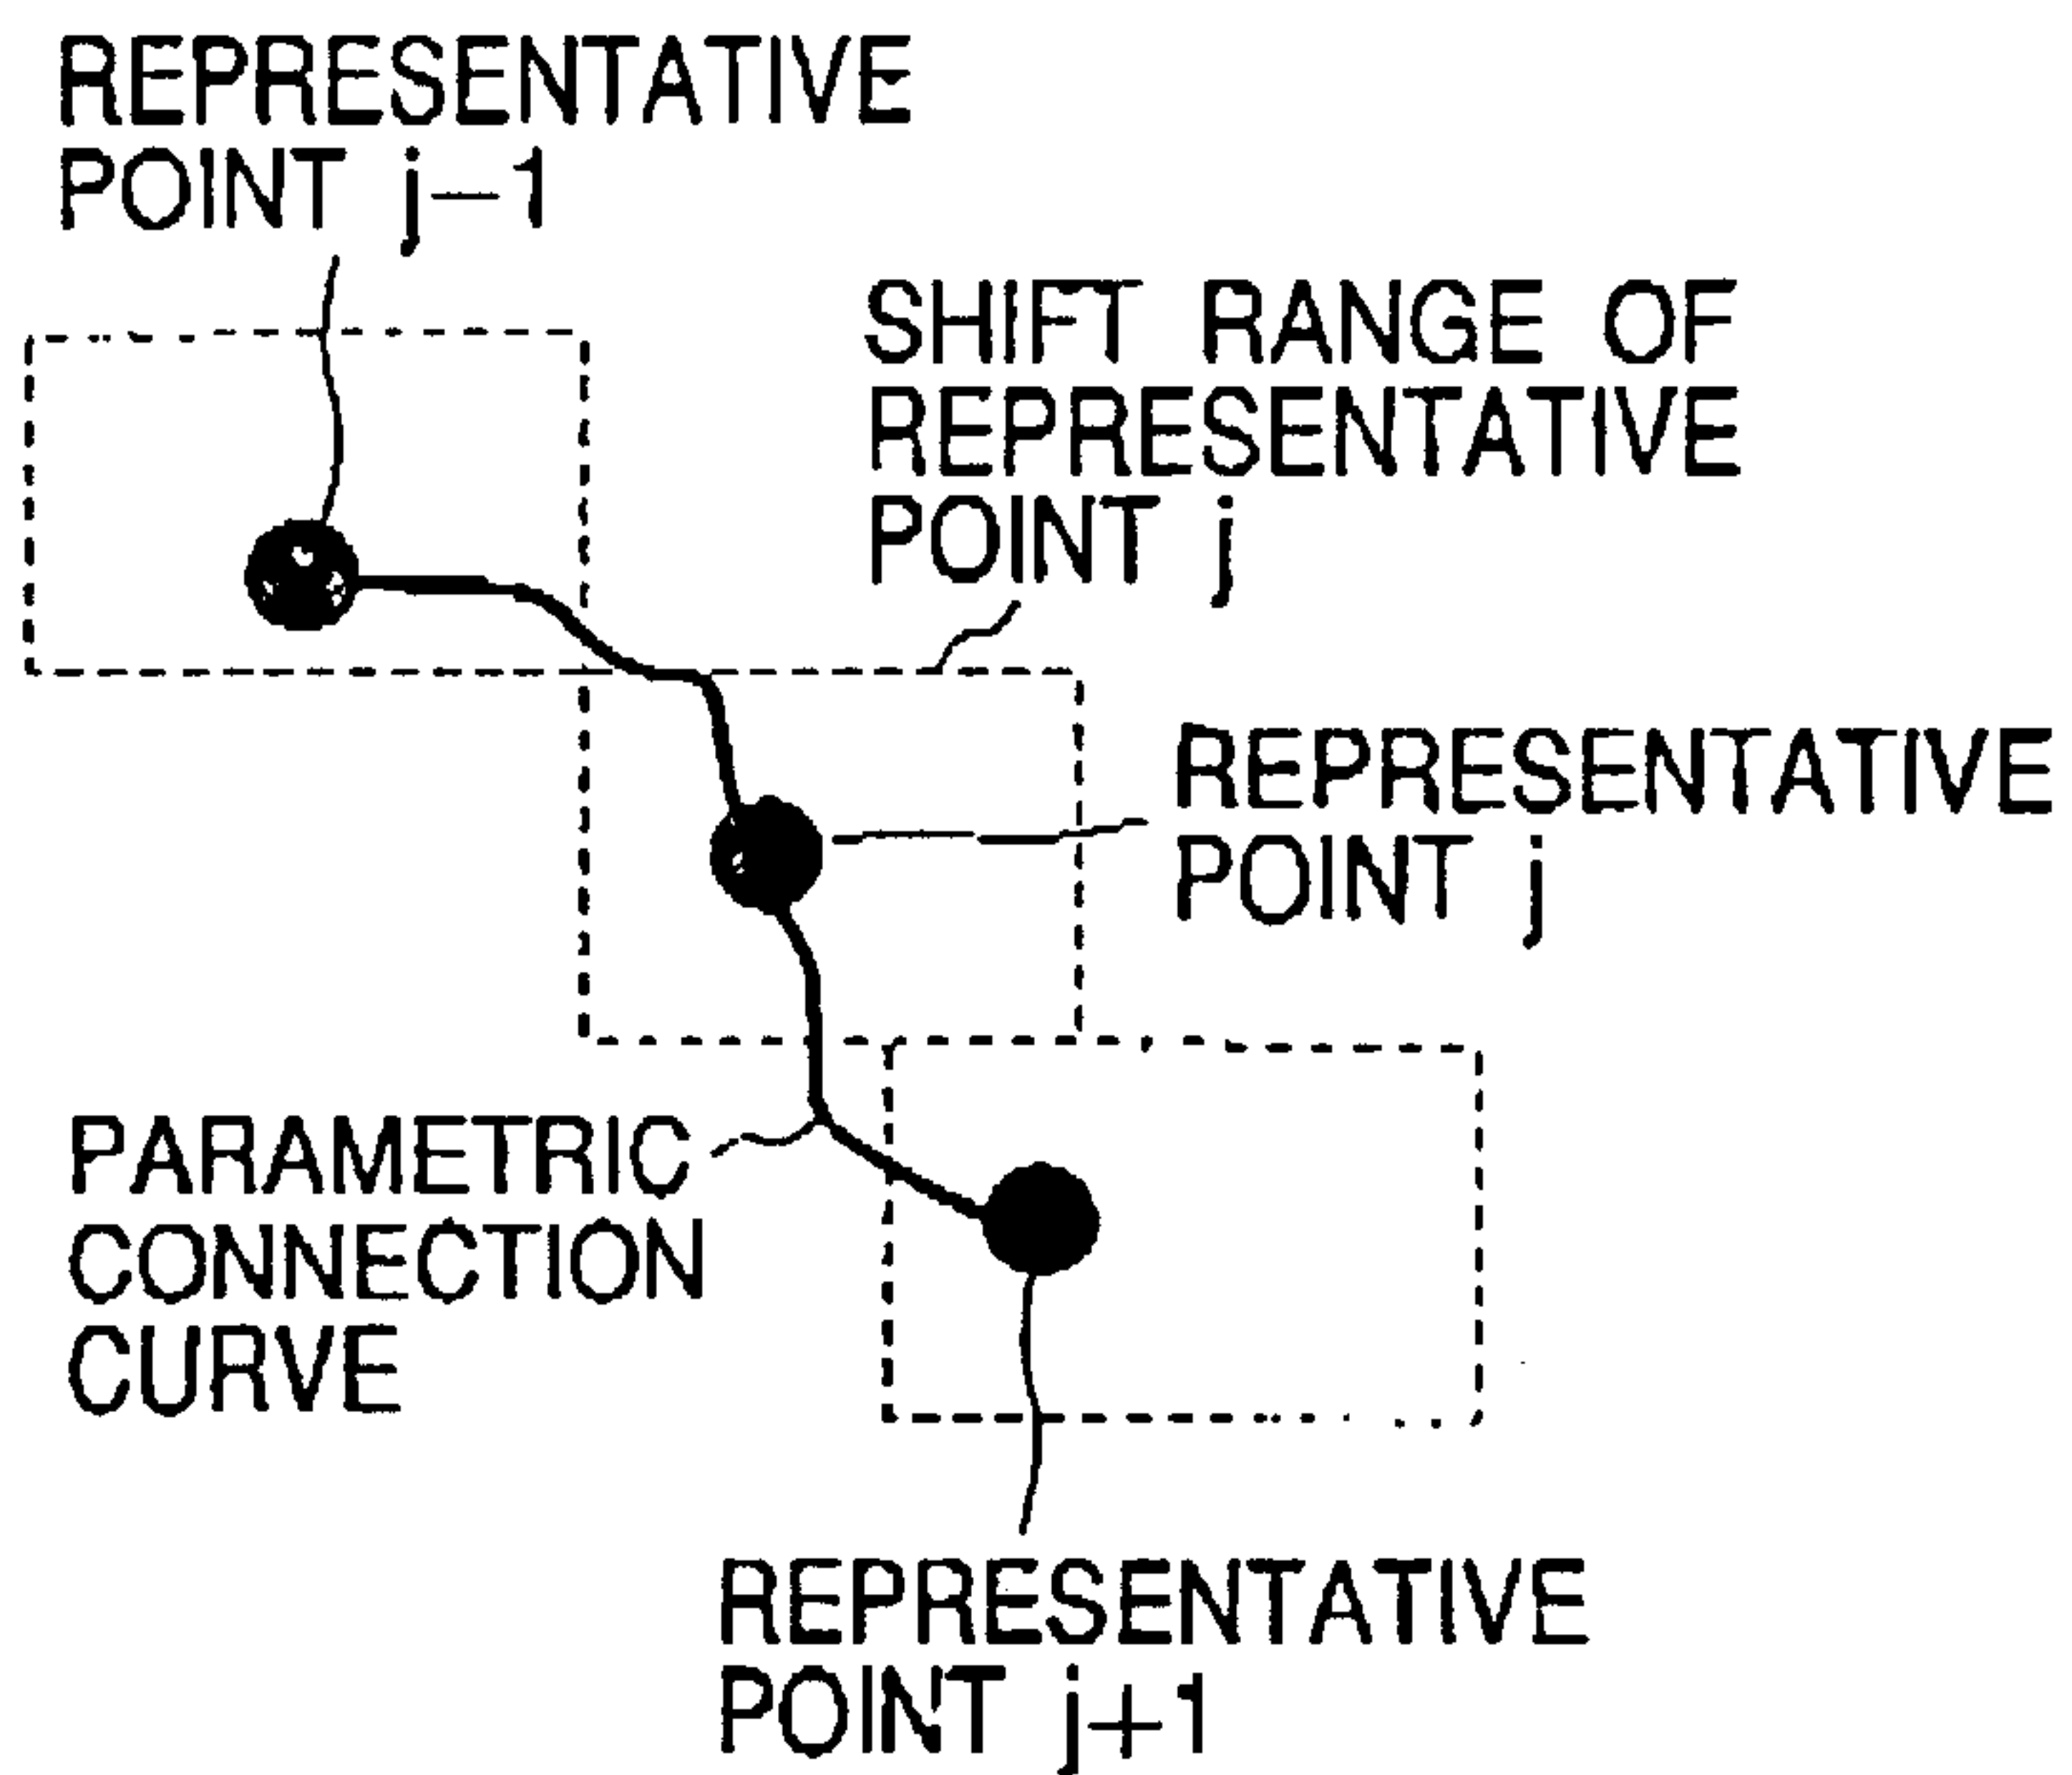 REPRESENTATIVE
POINT j−1
SHIFT RANGE OF
REPRESENTATIVE
POINT j
REPRESENTATIVE
POINT j
PARAMETRIC
CONNECTION
CURVE
REPRESENTATIVE
POINT j+1